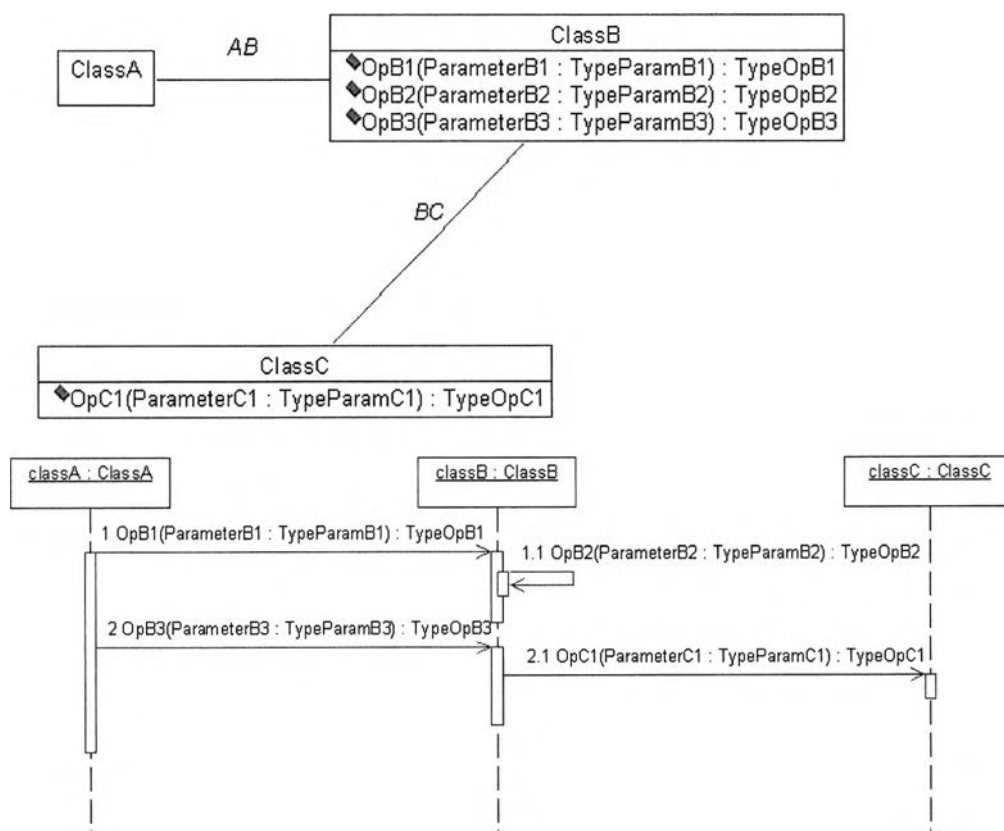 AB
ClassA
ClassB
OpB1(ParameterB1 : TypeParamB1) : TypeOpB1
OpB2(ParameterB2 : TypeParamB2) : TypeOpB2
OpB3(ParameterB3 : TypeParamB3) : TypeOpB3
BC
ClassC
OpC1(ParameterC1 : TypeParamC1) : TypeOpC1
classA : ClassA
classB : ClassB
classC : ClassC
1 OpB1(ParameterB1 : TypeParamB1) : TypeOpB1
1.1 OpB2(ParameterB2 : TypeParamB2) : TypeOpB2
2 OpB3(ParameterB3 : TypeParamB3) : TypeOpB3
2.1 OpC1(ParameterC1 : TypeParamC1) : TypeOpC1